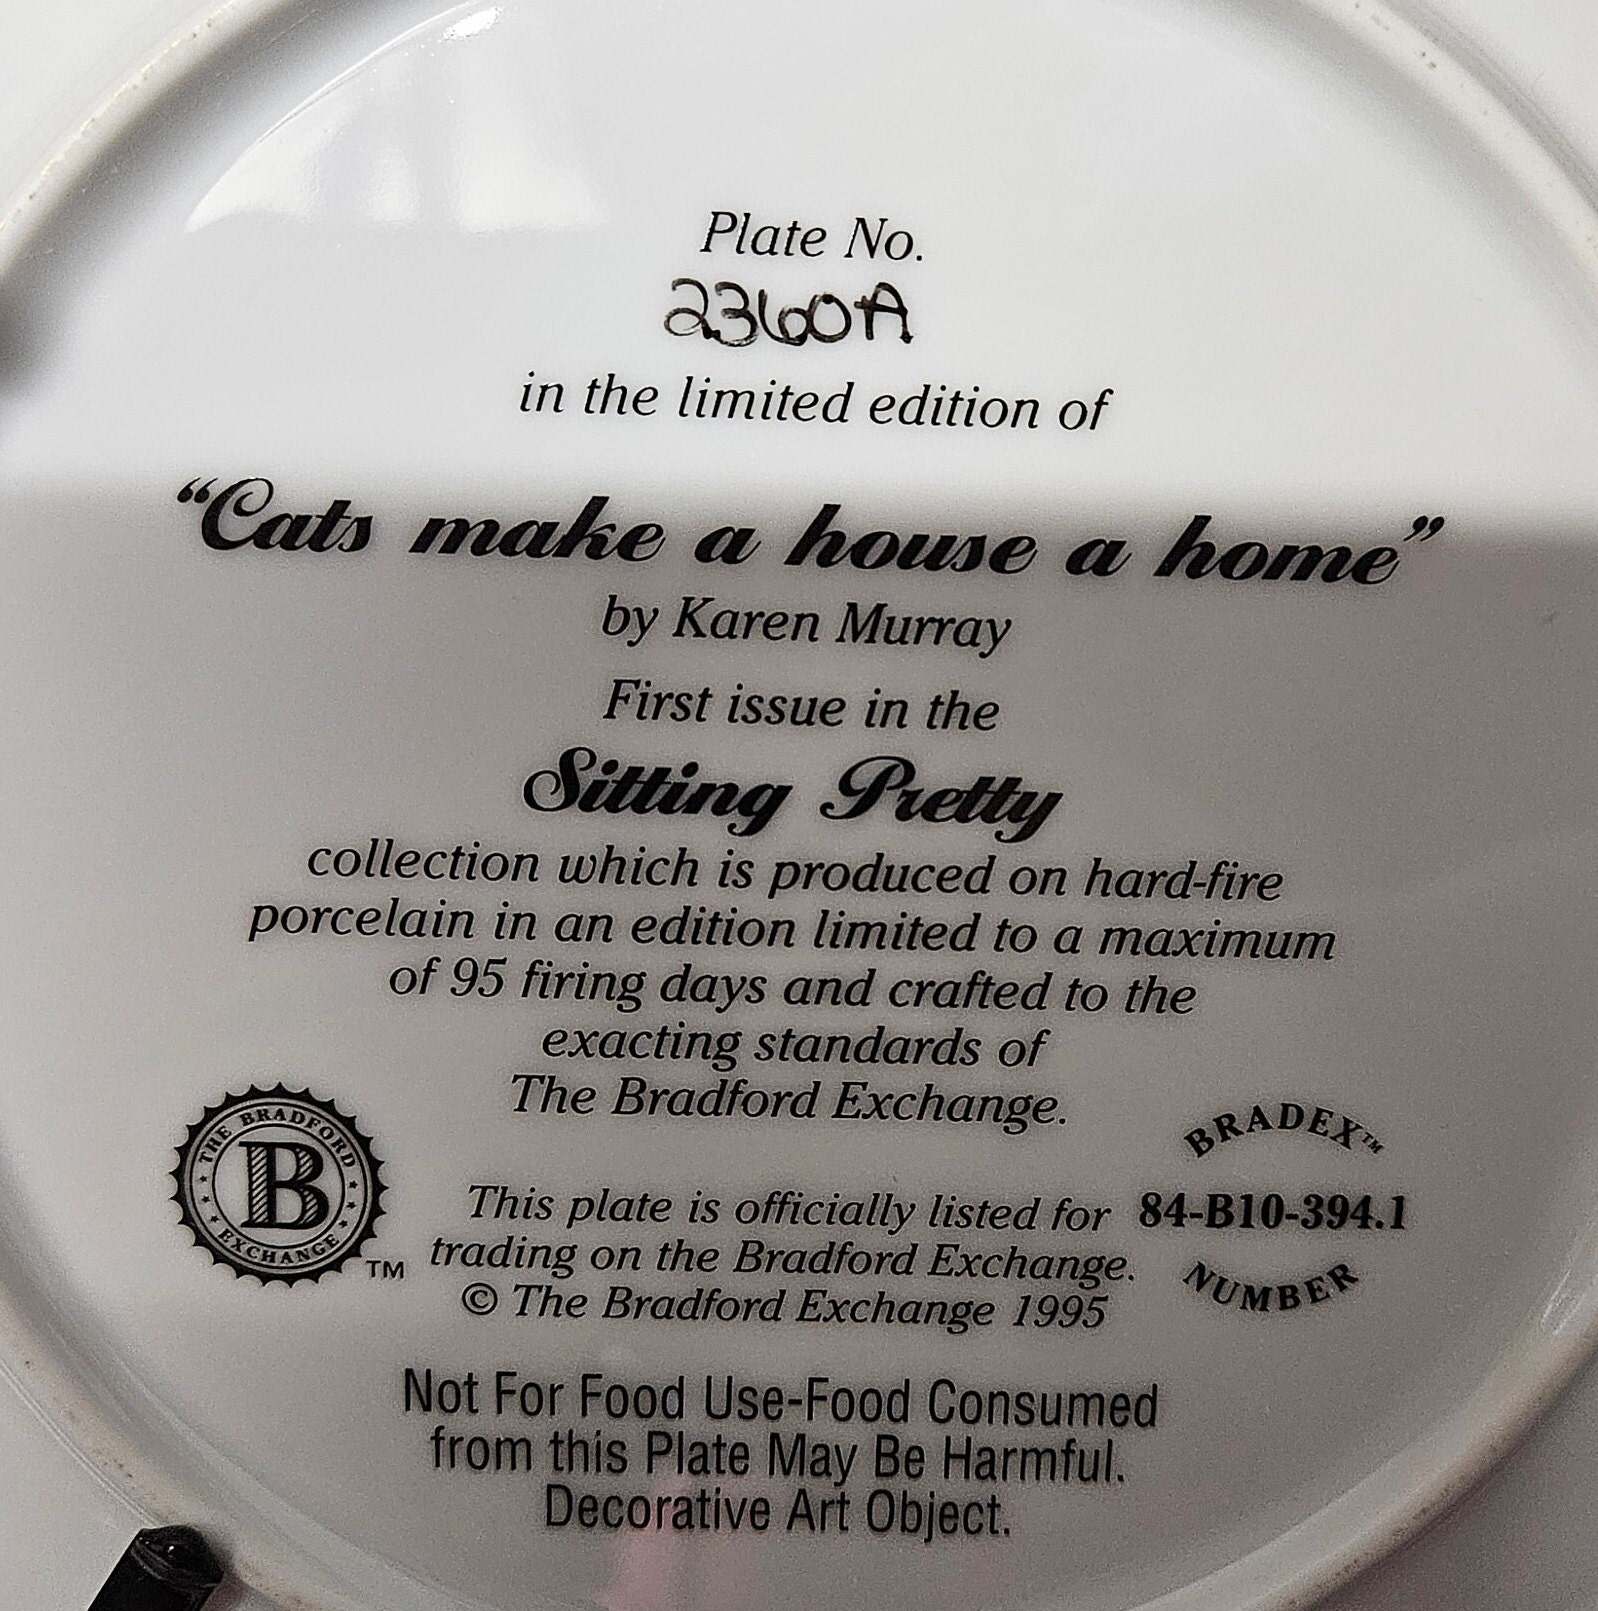 Plate No.
2360A
in the limited edition of
“Cats make a house a home”
by Karen Murray
First issue in the
Sitting Pretty
collection which is produced on hard-fire
porcelain in an edition limited to a maximum
of 95 firing days and crafted to the
exacting standards of
The Bradford Exchange.
THE BRADFORD
B
EXCHANGE
TM
This plate is officially listed for
trading on the Bradford Exchange.
© The Bradford Exchange 1995
BRADEX™
84-B10-394.1
NUMBER
Not For Food Use-Food Consumed
from this Plate May Be Harmful.
Decorative Art Object.